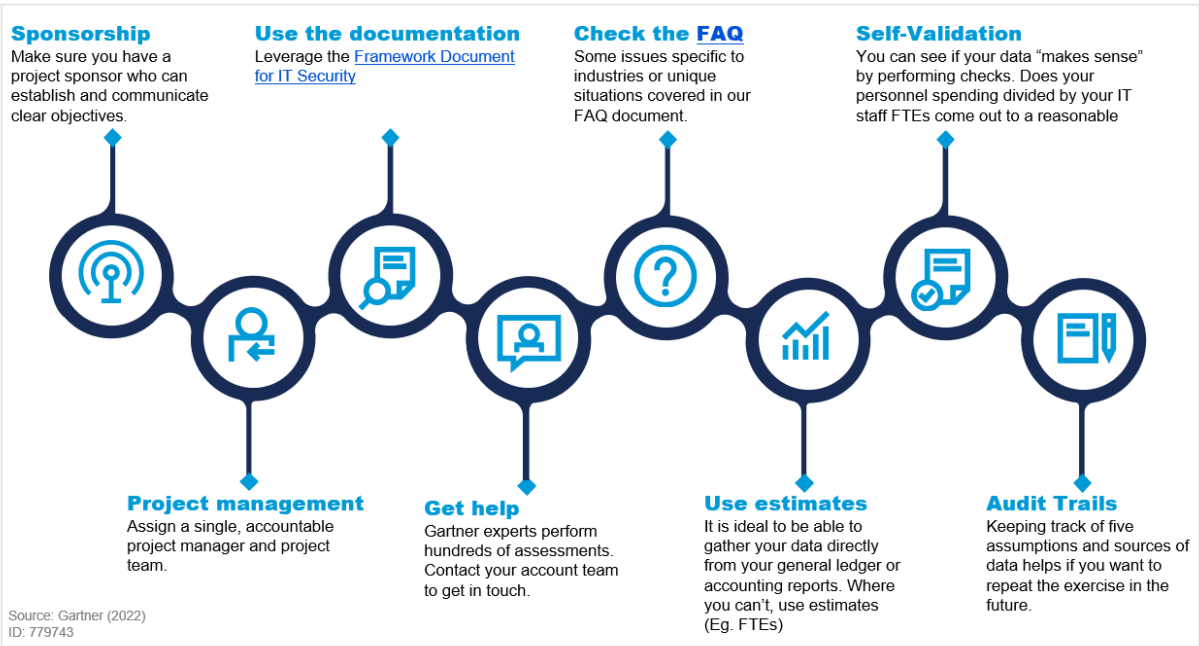 Sponsorship
Make sure you have a
project sponsor who can
establish and communicate
clear objectives.
Use the documentation
Leverage the Framework Document
for IT Security
Check the FAQ
Some issues specific to
industries or unique
situations covered in our
FAQ document.
Self-Validation
You can see if your data “makes sense”
by performing checks. Does your
personnel spending divided by your IT
staff FTEs come out to a reasonable
Project management
Assign a single, accountable
project manager and project
team.
Get help
Gartner experts perform
hundreds of assessments.
Contact your account team
to get in touch.
Use estimates
It is ideal to be able to
gather your data directly
from your general ledger or
accounting reports. Where
you can’t, use estimates
(Eg. FTEs)
Audit Trails
Keeping track of five
assumptions and sources of
data helps if you want to
repeat the exercise in the
future.
Source: Gartner (2022)
ID: 779743